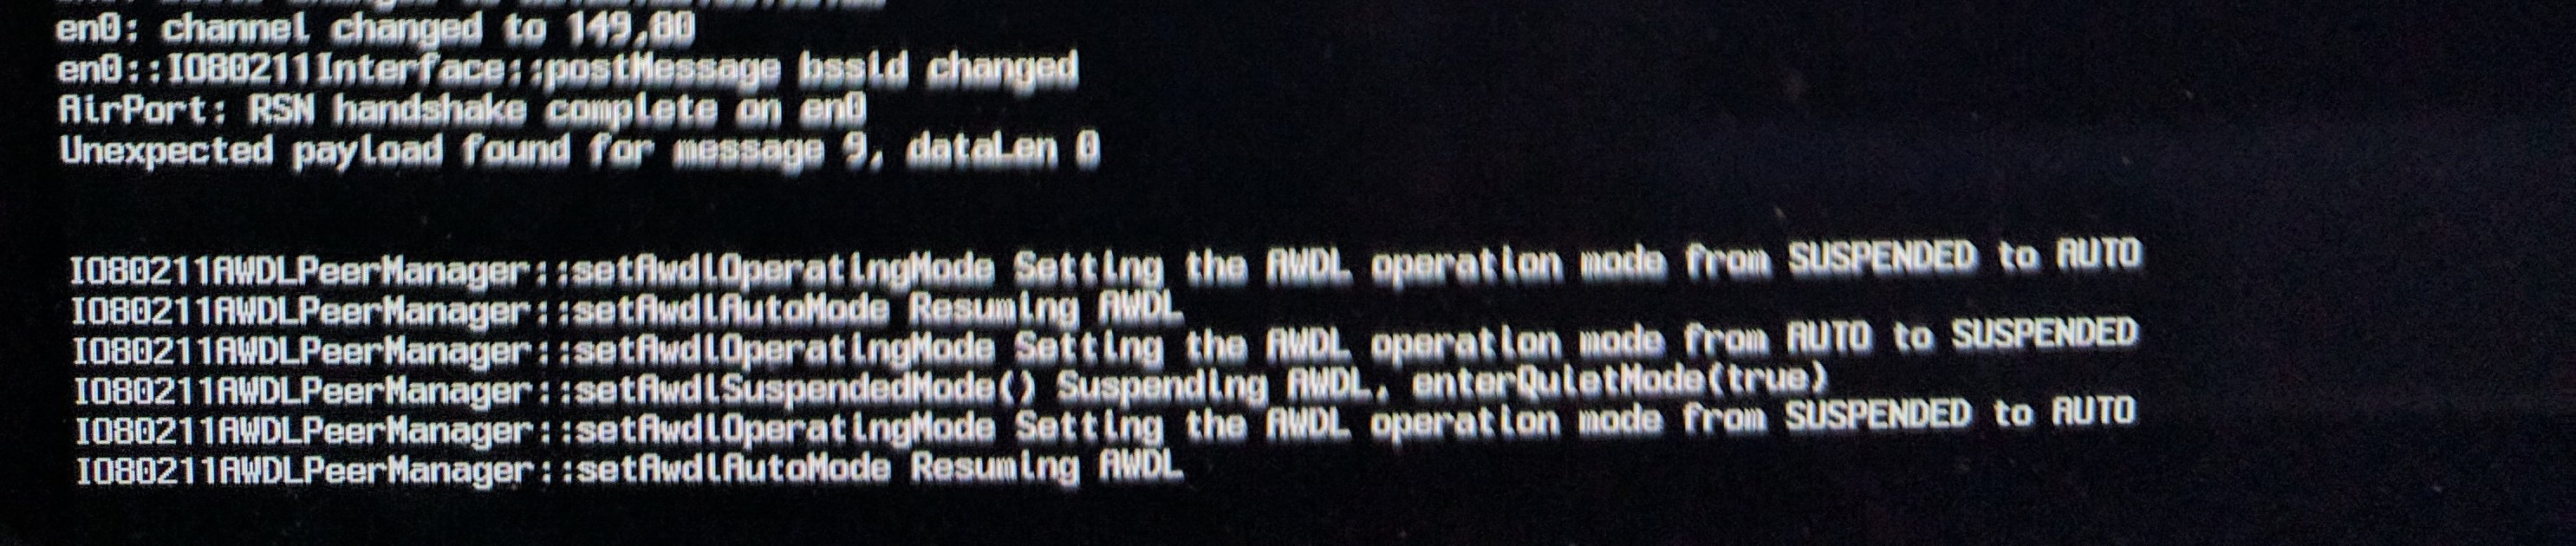 en0: channel changed to 149,80
en0::IO80211Interface::postMessage bssid changed
AirPort: RSN handshake complete on en0
Unexpected payload found for message 9, dataLen 0
IO80211AWDLPeerManager::setAwdlOperatingMode Setting the AWDL operation mode from SUSPENDED to AUTO
IO80211AWDLPeerManager::setAwdlAutoMode Resuming AWDL
IO80211AWDLPeerManager::setAwdlOperatingMode Setting the AWDL operation mode from AUTO to SUSPENDED
IO80211AWDLPeerManager::setAwdlSuspendedMode() Suspending AWDL, enterQuietMode(true)
IO80211AWDLPeerManager::setAwdlOperatingMode Setting the AWDL operation mode from SUSPENDED to AUTO
IO80211AWDLPeerManager::setAwdlAutoMode Resuming AWDL